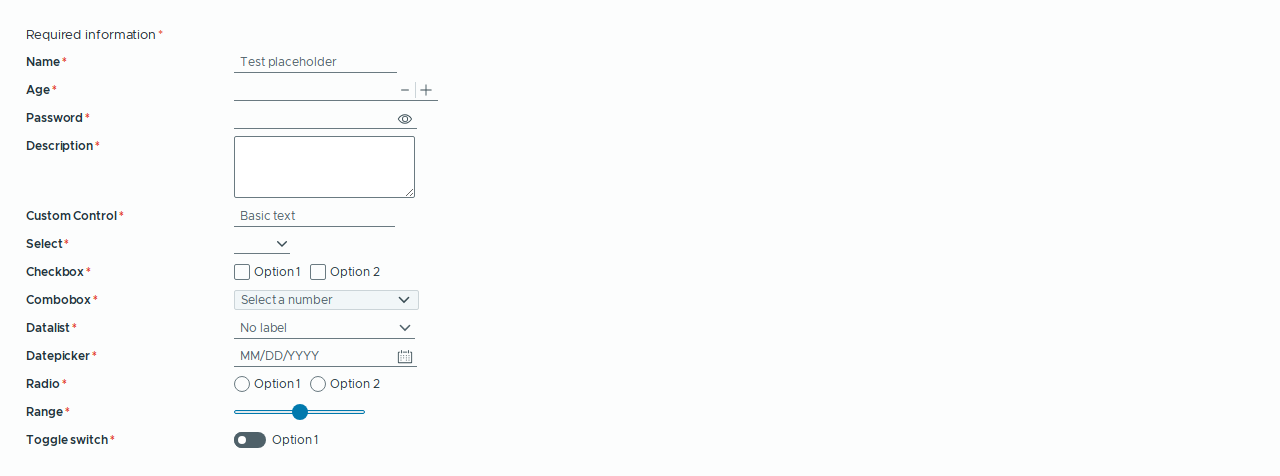 Required information *
Name * Test placeholder
Age *
Password *
Description *
Custom Control * Basic text
Select *
Checkbox * Option 1 Option 2
Combobox * Select a number
Datalist * No label
Datepicker * MM/DD/YYYY
Radio * Option 1 Option 2
Range *
Toggle switch * Option 1